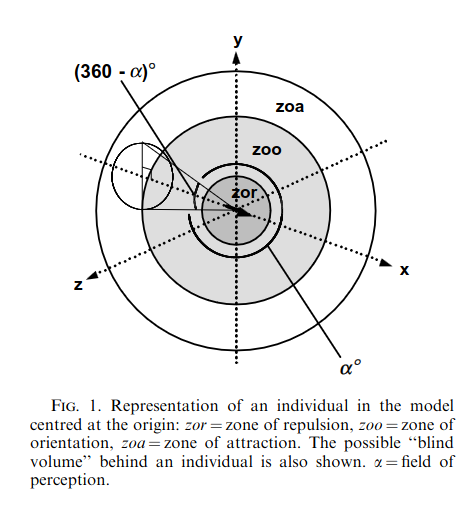 y
(360 - α)°
zoa
zoo
zor
x
z
α°
FIG. 1. Representation of an individual in the model
centred at the origin: zor = zone of repulsion, zoo = zone of
orientation, zoa = zone of attraction. The possible “blind
volume” behind an individual is also shown. α = field of
perception.